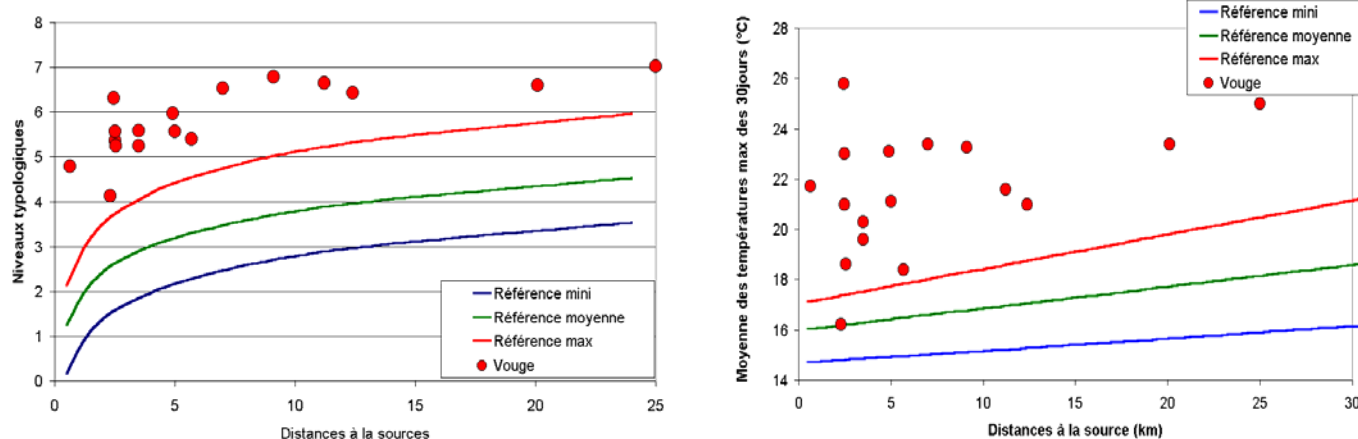 Niveaux typologiques
8
7
6
5
4
3
2
1
0
0 5 10 15 20 25
Distances à la sources
Référence mini
Référence moyenne
Référence max
Vouge
Moyenne des températures max des 30jours (°C)
28
26
24
22
20
18
16
14
0 5 10 15 20 25 30
Distances à la source (km)
Référence mini
Référence moyenne
Référence max
Vouge